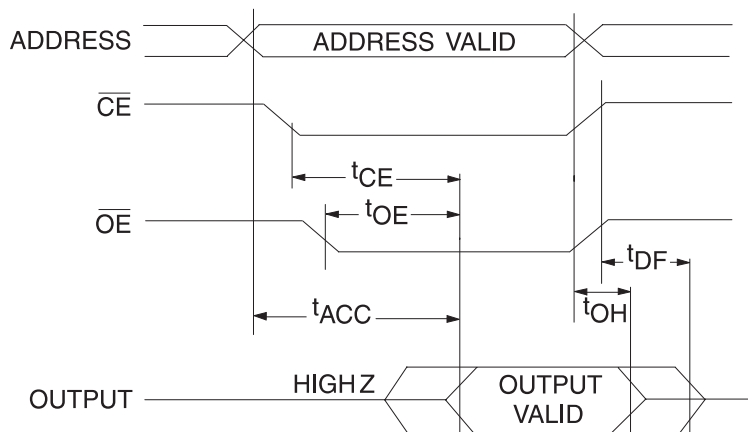 ADDRESS
ADDRESS VALID
CE
tCE
tOE
OE
tDF
tACC
tOH
HIGH Z
OUTPUT
OUTPUT
VALID